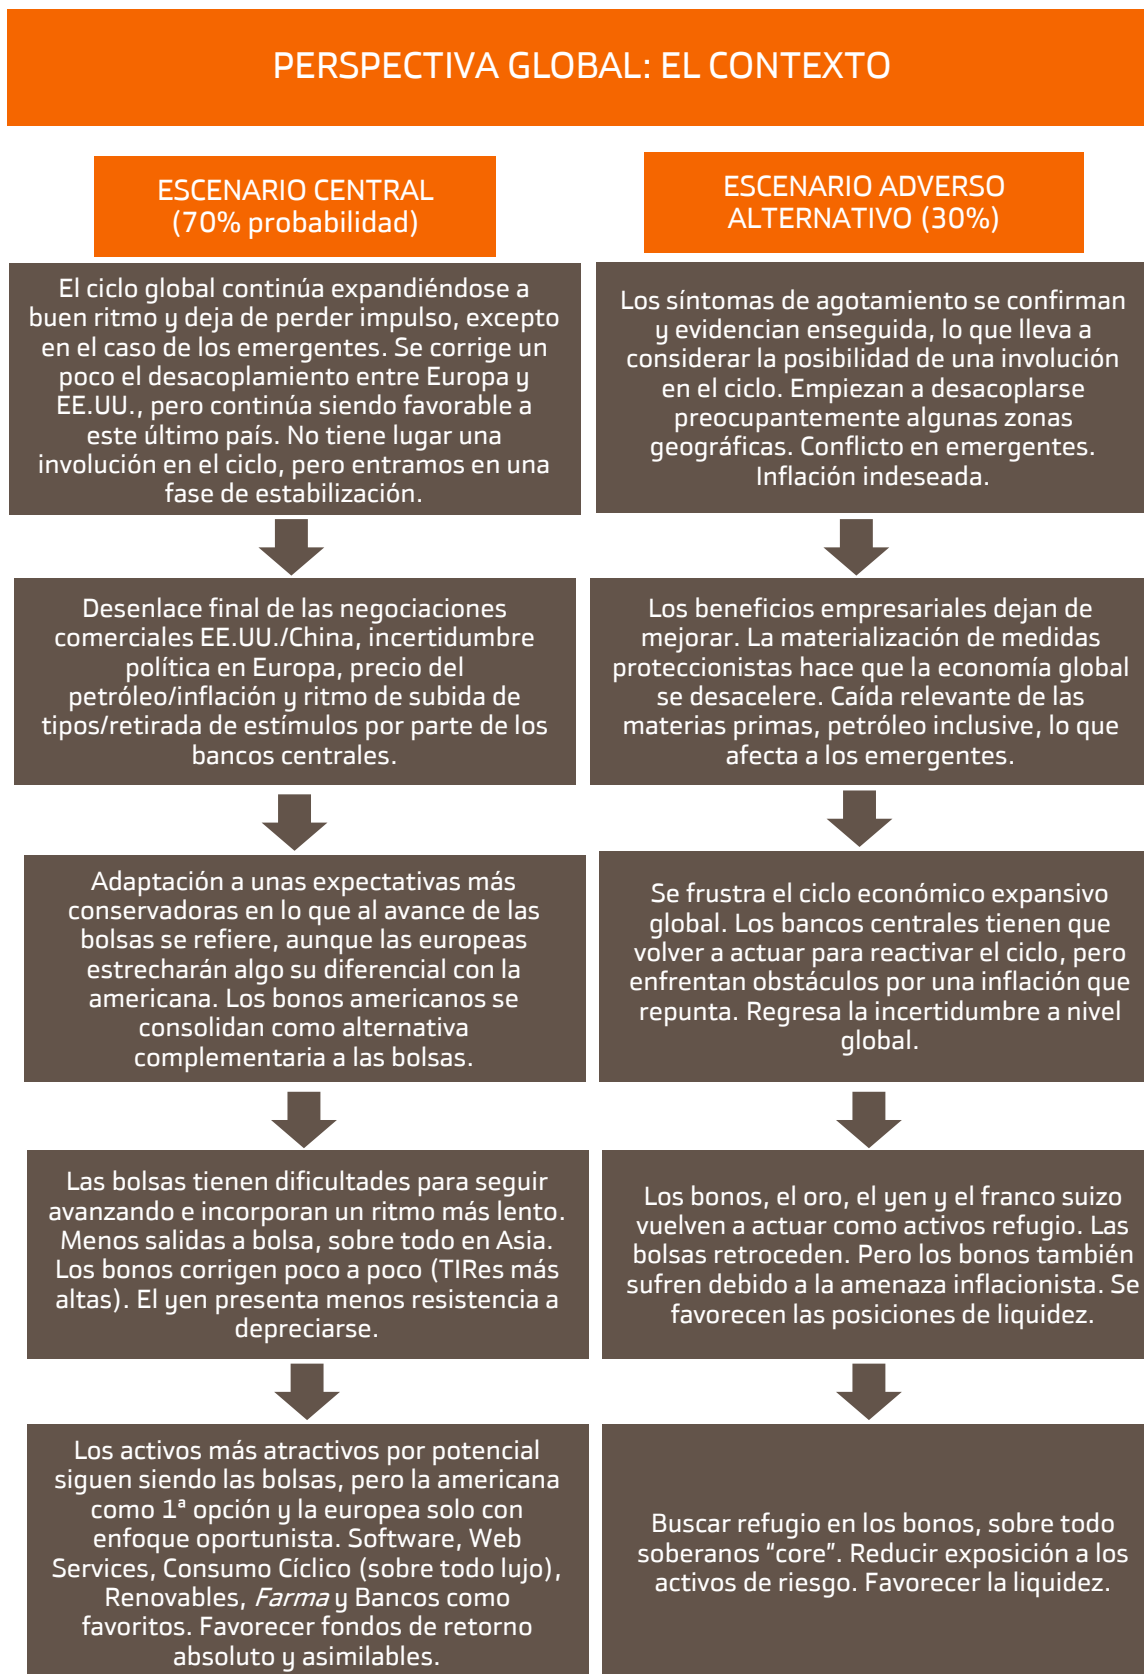 PERSPECTIVA GLOBAL: EL CONTEXTO
ESCENARIO CENTRAL
(70% probabilidad)
El ciclo global continúa expandiéndose a
buen ritmo y deja de perder impulso, excepto
en el caso de los emergentes. Se corrige un
poco el desacoplamiento entre Europa y
EE.UU., pero continúa siendo favorable a
este último país. No tiene lugar una
involución en el ciclo, pero entramos en una
fase de estabilización.
Desenlace final de las negociaciones
comerciales EE.UU./China, incertidumbre
política en Europa, precio del
petróleo/inflación y ritmo de subida de
tipos/retirada de estímulos por parte de los
bancos centrales.
Adaptación a unas expectativas más
conservadoras en lo que al avance de las
bolsas se refiere, aunque las europeas
estrecharán algo su diferencial con la
americana. Los bonos americanos se
consolidan como alternativa
complementaria a las bolsas.
Las bolsas tienen dificultades para seguir
avanzando e incorporan un ritmo más lento.
Menos salidas a bolsa, sobre todo en Asia.
Los bonos corrigen poco a poco (TIRes más
altas). El yen presenta menos resistencia a
depreciarse.
Los activos más atractivos por potencial
siguen siendo las bolsas, pero la americana
como 1ª opción y la europea solo con
enfoque oportunista. Software, Web
Services, Consumo Cíclico (sobre todo lujo),
Renovables, Farma y Bancos como
favoritos. Favorecer fondos de retorno
absoluto y asimilables.
ESCENARIO ADVERSO
ALTERNATIVO (30%)
Los síntomas de agotamiento se confirman
y evidencian enseguida, lo que lleva a
considerar la posibilidad de una involución
en el ciclo. Empiezan a desacoplarse
preocupantemente algunas zonas
geográficas. Conflicto en emergentes.
Inflación indeseada.
Los beneficios empresariales dejan de
mejorar. La materialización de medidas
proteccionistas hace que la economía global
se desacelere. Caída relevante de las
materias primas, petróleo inclusive, lo que
afecta a los emergentes.
Se frustra el ciclo económico expansivo
global. Los bancos centrales tienen que
volver a actuar para reactivar el ciclo, pero
enfrentan obstáculos por una inflación que
repunta. Regresa la incertidumbre a nivel
global.
Los bonos, el oro, el yen y el franco suizo
vuelven a actuar como activos refugio. Las
bolsas retroceden. Pero los bonos también
sufren debido a la amenaza inflacionista. Se
favorecen las posiciones de liquidez.
Buscar refugio en los bonos, sobre todo
soberanos “core”. Reducir exposición a los
activos de riesgo. Favorecer la liquidez.